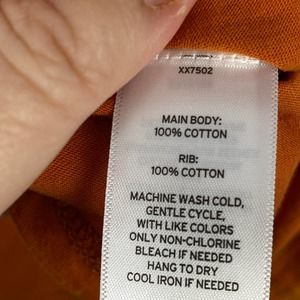 XX7502
MAIN BODY:
100% COTTON
RIB:
100% COTTON
MACHINE WASH COLD,
GENTLE CYCLE,
WITH LIKE COLORS
ONLY NON-CHLORINE
BLEACH IF NEEDED
HANG TO DRY
COOL IRON IF NEEDED